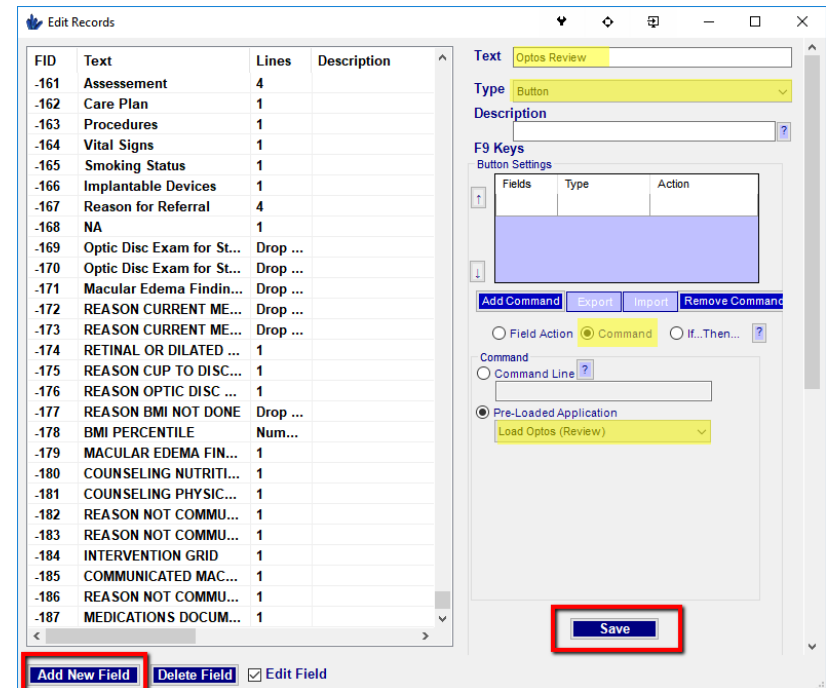 Edit Records
FID Text Lines Description
-161 Assessement 4
-162 Care Plan 1
-163 Procedures 1
-164 Vital Signs 1
-165 Smoking Status 1
-166 Implantable Devices 1
-167 Reason for Referral 4
-168 NA 1
-169 Optic Disc Exam for St... Drop ...
-170 Optic Disc Exam for St... Drop ...
-171 Macular Edema Findin... Drop ...
-172 REASON CURRENT ME... Drop ...
-173 REASON CURRENT ME... Drop ...
-174 RETINAL OR DILATED ... 1
-175 REASON CUP TO DISC... 1
-176 REASON OPTIC DISC ... 1
-177 REASON BMI NOT DONE Drop ...
-178 BMI PERCENTILE Num...
-179 MACULAR EDEMA FIN... 1
-180 COUNSELING NUTRITI... 1
-181 COUNSELING PHYSIC... 1
-182 REASON NOT COMMU... 1
-183 REASON NOT COMMU... 1
-184 INTERVENTION GRID 1
-185 COMMUNICATED MAC... 1
-186 REASON NOT COMMU... 1
-187 MEDICATIONS DOCUM... 1
Add New Field Delete Field Edit Field
Text Optos Review
Type Button
Description
?
F9 Keys
Button Settings
Fields Type Action
↑
↓
Add Command Export Import Remove Command
Field Action Command If...Then... ?
Command
Command Line ?
Pre-Loaded Application
Load Optos (Review)
Save